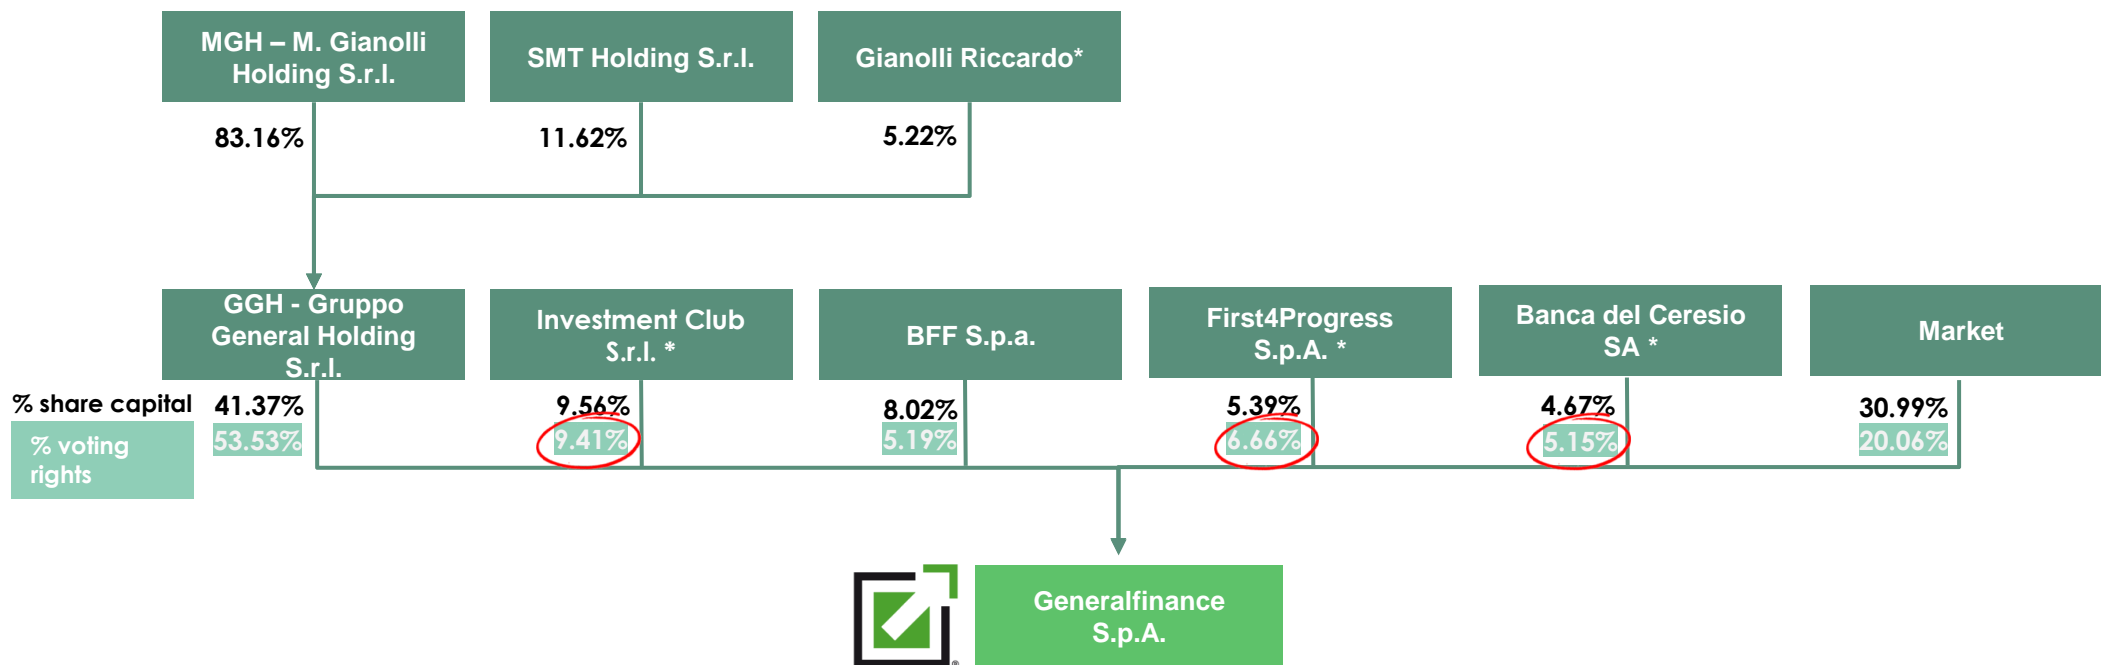 MGH – M. Gianolli
Holding S.r.l.
SMT Holding S.r.l.
Gianolli Riccardo*
83.16%
11.62%
5.22%
GGH - Gruppo
General Holding
S.r.l.
Investment Club
S.r.l. *
BFF S.p.a.
First4Progress
S.p.A. *
Banca del Ceresio
SA *
Market
% share capital
41.37%
9.56%
8.02%
5.39%
4.67%
30.99%
% voting
rights
53.53%
9.41%
5.19%
6.66%
5.15%
20.06%
Generalfinance
S.p.A.
®